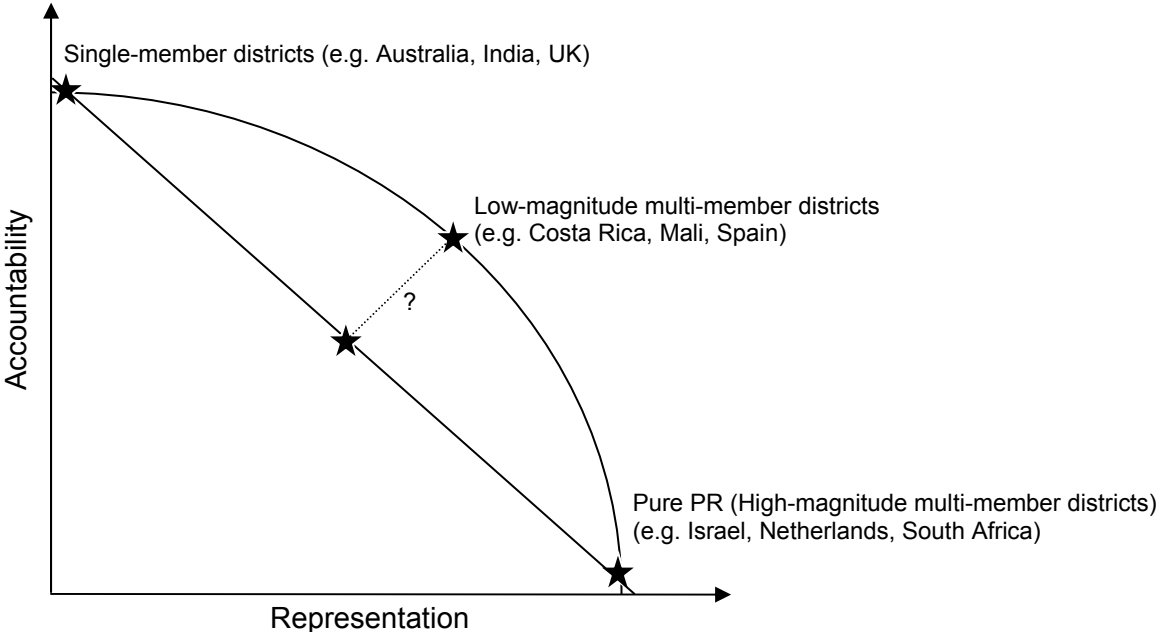 Single-member districts (e.g. Australia, India, UK)
Low-magnitude multi-member districts
(e.g. Costa Rica, Mali, Spain)
?
Accountability
Pure PR (High-magnitude multi-member districts)
(e.g. Israel, Netherlands, South Africa)
Representation